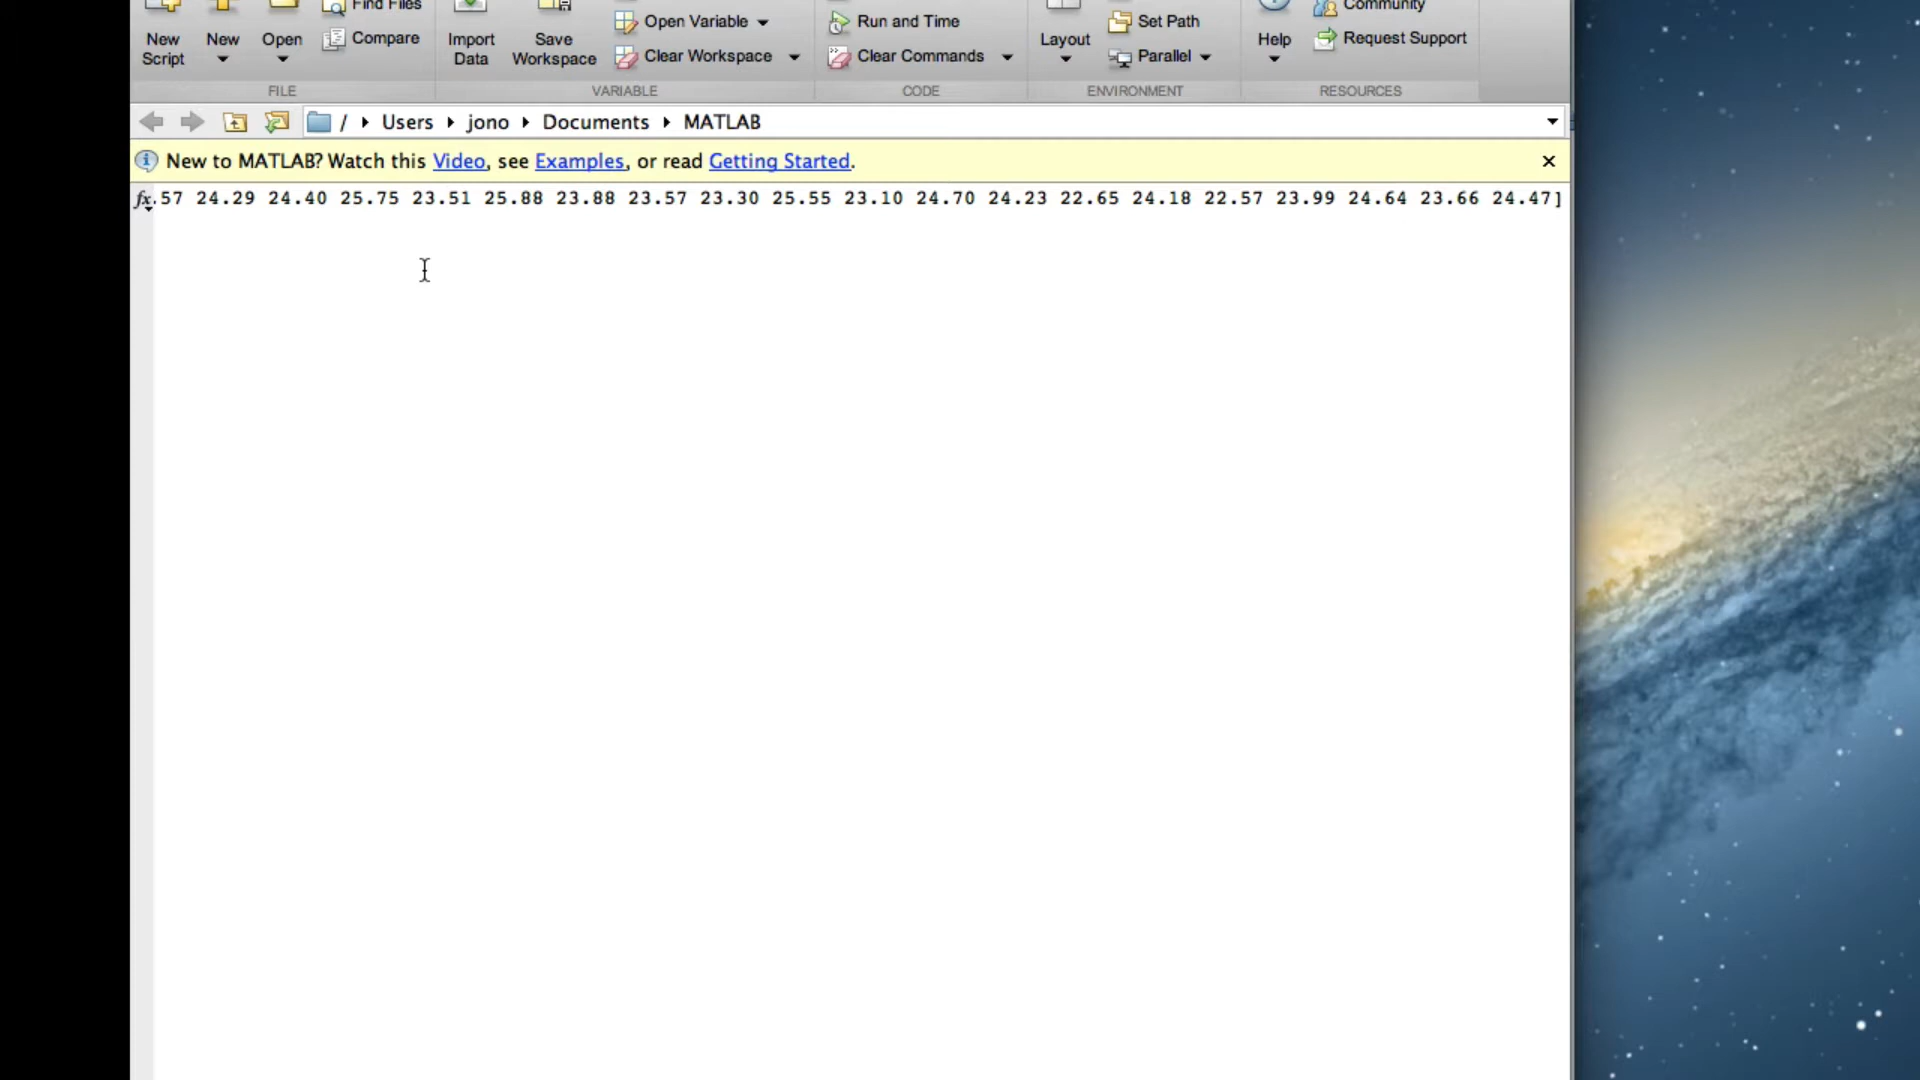 Find Files
Community
Open Variable
Run and Time
Set Path
New Script
New
Open
Compare
Import Data
Save Workspace
Clear Workspace
Clear Commands
Layout
Parallel
Help
Request Support
FILE
VARIABLE
CODE
ENVIRONMENT
RESOURCES
/ Users jono Documents MATLAB
New to MATLAB? Watch this Video, see Examples, or read Getting Started.
fx .57 24.29 24.40 25.75 23.51 25.88 23.88 23.57 23.30 25.55 23.10 24.70 24.23 22.65 24.18 22.57 23.99 24.64 23.66 24.47]